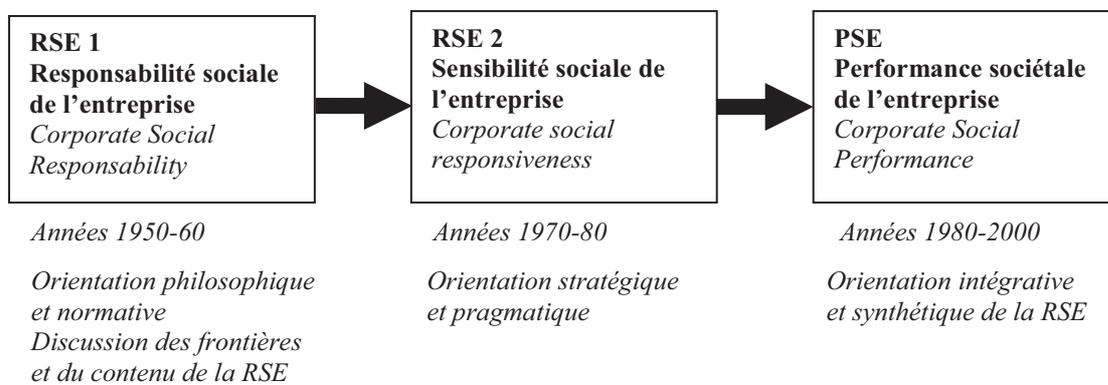 RSE 1
Responsabilité sociale
de l’entreprise
Corporate Social
Responsability
RSE 2
Sensibilité sociale de
l’entreprise
Corporate social
responsiveness
PSE
Performance sociétale
de l’entreprise
Corporate Social
Performance
Années 1950-60
Orientation philosophique
et normative
Discussion des frontières
et du contenu de la RSE
Années 1970-80
Orientation stratégique
et pragmatique
Années 1980-2000
Orientation intégrative
et synthétique de la RSE